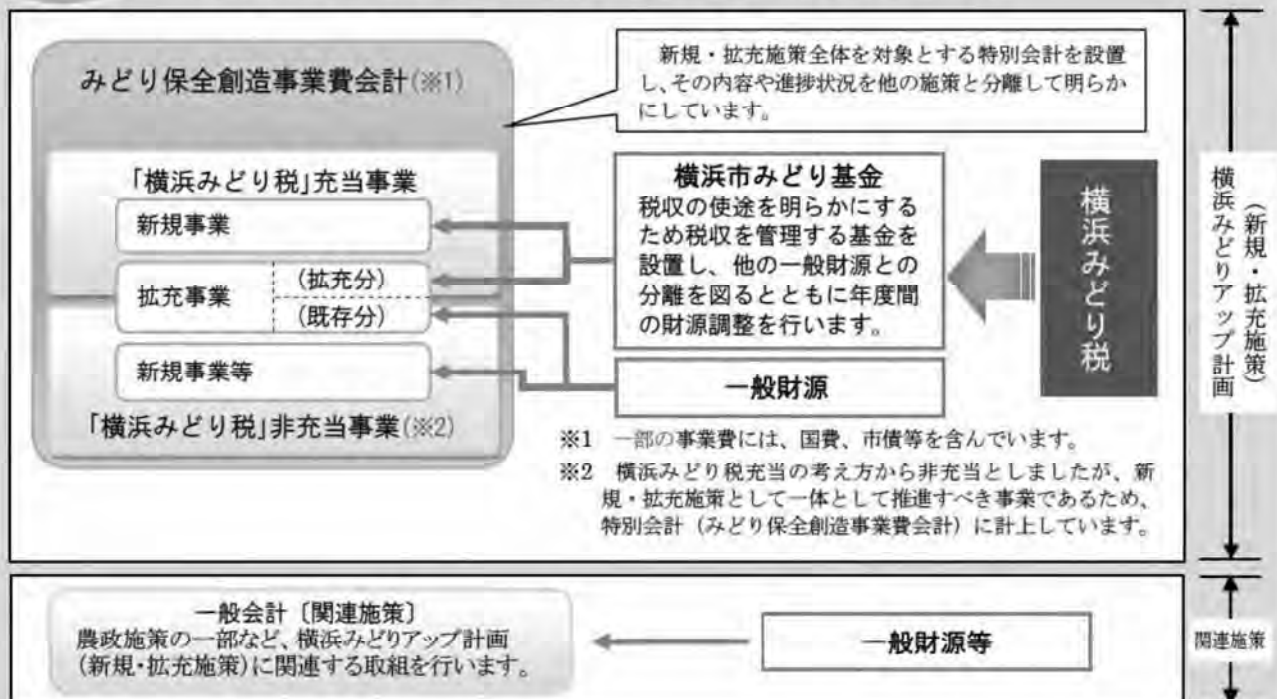 みどり保全創造事業費会計(※1)
新規・拡充施策全体を対象とする特別会計を設置
し、その内容や進捗状況を他の施策と分離して明らか
にしています。
「横浜みどり税」充当事業
新規事業
拡充事業
(拡充分)
(既存分)
新規事業等
「横浜みどり税」非充当事業(※2)
横浜市みどり基金
税収の使途を明らかにする
ため税収を管理する基金を
設置し、他の一般財源との
分離を図るとともに年度間
の財源調整を行います。
一般財源
横浜みどり税
※1 一部の事業費には、国費、市債等を含んでいます。
※2 横浜みどり税充当の考え方から非充当としましたが、新
規・拡充施策として一体として推進すべき事業であるため、
特別会計（みどり保全創造事業費会計）に計上しています。
横浜みどりアップ計画
(新規・拡充施策)
一般会計〔関連施策〕
農政施策の一部など、横浜みどりアップ計画
(新規・拡充施策)に関連する取組を行います。
一般財源等
関連施策